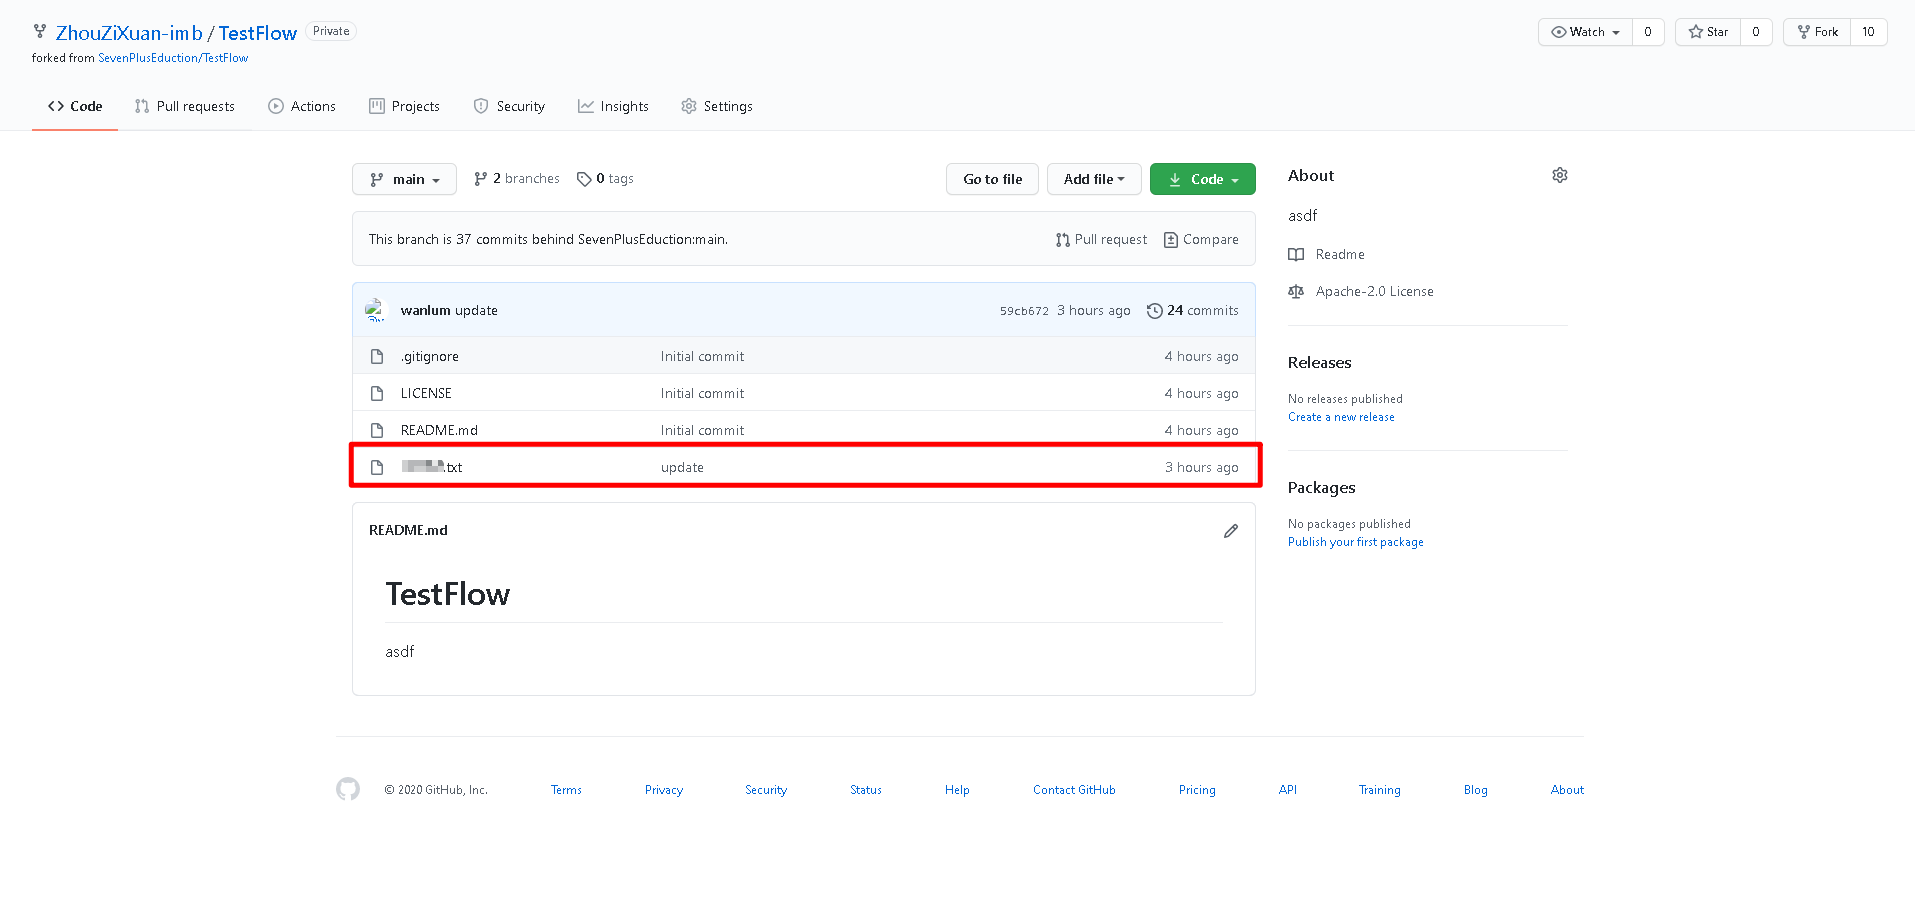 ZhouZiXuan-imb / TestFlow Private
Watch 0 Star 0 Fork 10
forked from SevenPlusEduction/TestFlow
Code Pull requests Actions Projects Security Insights Settings
main 2 branches 0 tags Go to file Add file Code
This branch is 37 commits behind SevenPlusEduction:main. Pull request Compare
wanlum update 59cb672 3 hours ago 24 commits
.gitignore Initial commit 4 hours ago
LICENSE Initial commit 4 hours ago
README.md Initial commit 4 hours ago
.txt update 3 hours ago
README.md
TestFlow
asdf
About
asdf
Readme
Apache-2.0 License
Releases
No releases published
Create a new release
Packages
No packages published
Publish your first package
© 2020 GitHub, Inc. Terms Privacy Security Status Help Contact GitHub Pricing API Training Blog About